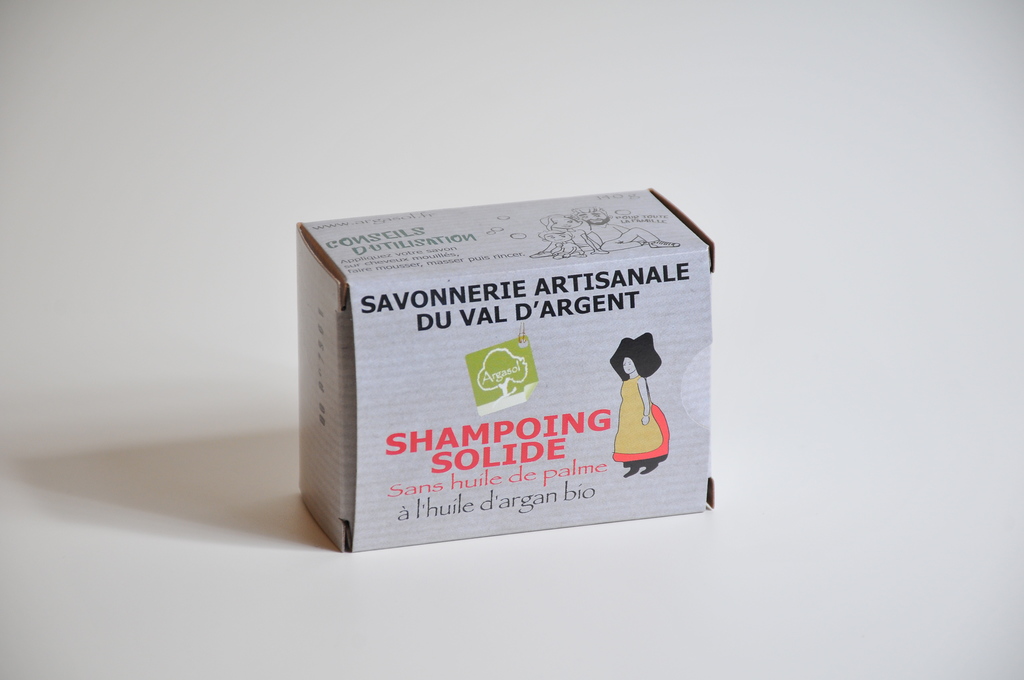 www.argasol.fr
CONSEILS
D'UTILISATION
Appliquez votre savon
sur cheveux mouillés,
faire mousser, masser puis rincer.
POUR TOUTE
LA FAMILLE
SAVONNERIE ARTISANALE
DU VAL D'ARGENT
Argasol
SHAMPOING
SOLIDE
Sans huile de palme
à l'huile d'argan bio